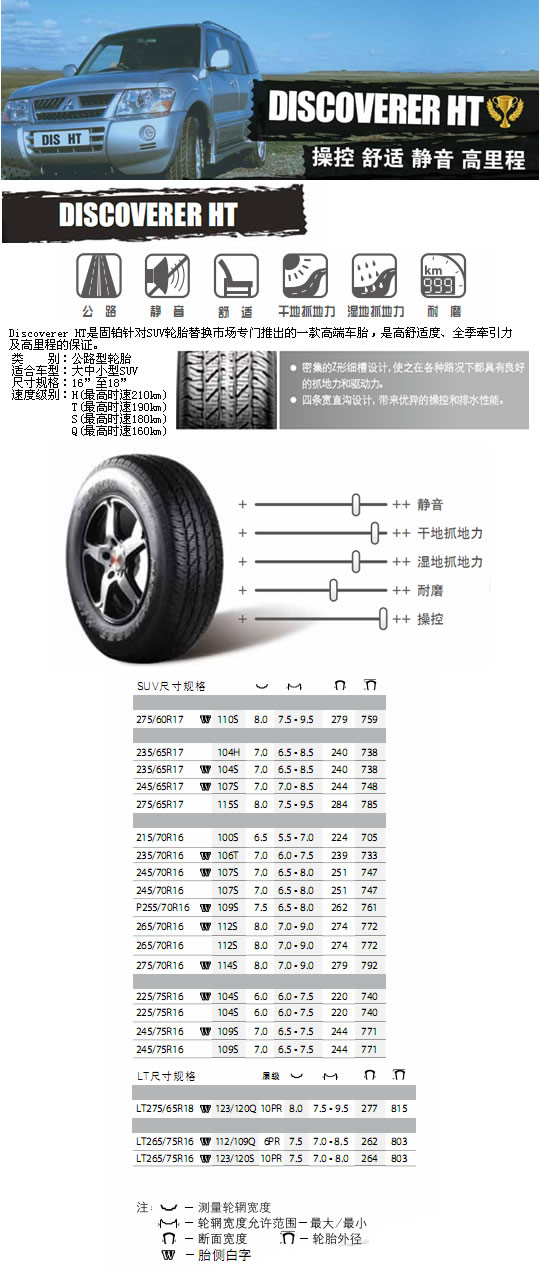 DISCOVERER HT
操控 舒适 静音 高里程
DIS HT
DISCOVERER HT
km
999
公路 静音 舒适 干地抓地力 湿地抓地力 耐磨
Discoverer HT是固铂针对SUV轮胎替换市场专门推出的一款高端车胎，是高舒适度、全季牵引力
及高里程的保证。
类 别：公路型轮胎
适合车型：大中小型SUV
尺寸规格：16”至18”
速度级别：H(最高时速210km)
T(最高时速190km)
S(最高时速180km)
Q(最高时速160km)
● 密集的Z形细槽设计,使之在各种路况下都具有良好
的抓地力和驱动力。
● 四条宽直沟设计,带来优异的操控和排水性能。
+ ++ 静音
+ ++ 干地抓地力
+ ++ 湿地抓地力
+ ++ 耐磨
+ ++ 操控
SUV尺寸规格
275/60R17 W 110S 8.0 7.5-9.5 279 759
235/65R17 104H 7.0 6.5-8.5 240 738
235/65R17 W 104S 7.0 6.5-8.5 240 738
245/65R17 W 107S 7.0 7.0-8.5 244 748
275/65R17 115S 8.0 7.5-9.5 284 785
215/70R16 100S 6.5 5.5-7.0 224 705
235/70R16 W 106T 7.0 6.0-7.5 239 733
245/70R16 W 107S 7.0 6.5-8.0 251 747
245/70R16 107S 7.0 6.5-8.0 251 747
P255/70R16 W 109S 7.5 6.5-8.0 262 761
265/70R16 W 112S 8.0 7.0-9.0 274 772
265/70R16 112S 8.0 7.0-9.0 274 772
275/70R16 W 114S 8.0 7.0-9.0 279 792
225/75R16 W 104S 6.0 6.0-7.5 220 740
225/75R16 104S 6.0 6.0-7.5 220 740
245/75R16 W 109S 7.0 6.5-7.5 244 771
245/75R16 109S 7.0 6.5-7.5 244 771
LT尺寸规格 层级
LT275/65R18 W 123/120Q 10PR 8.0 7.5-9.5 277 815
LT265/75R16 W 112/109Q 6PR 7.5 7.0-8.5 262 803
LT265/75R16 W 123/120S 10PR 7.5 7.0-8.0 264 803
注: - 测量轮辋宽度
- 轮辋宽度允许范围-最大/最小
- 断面宽度 - 轮胎外径
W - 胎侧白字